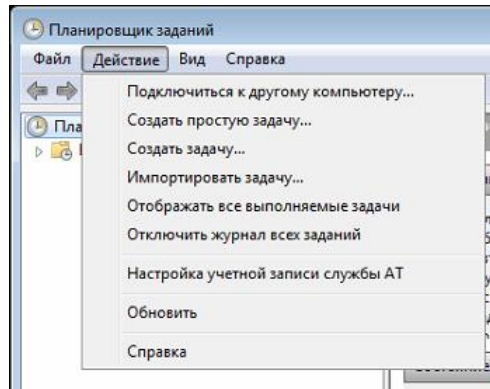 Планировщик заданий
Файл Действие Вид Справка
Подключиться к другому компьютеру...
Создать простую задачу...
Создать задачу...
Импортировать задачу...
Отображать все выполняемые задачи
Отключить журнал всех заданий
Настройка учетной записи службы AT
Обновить
Справка